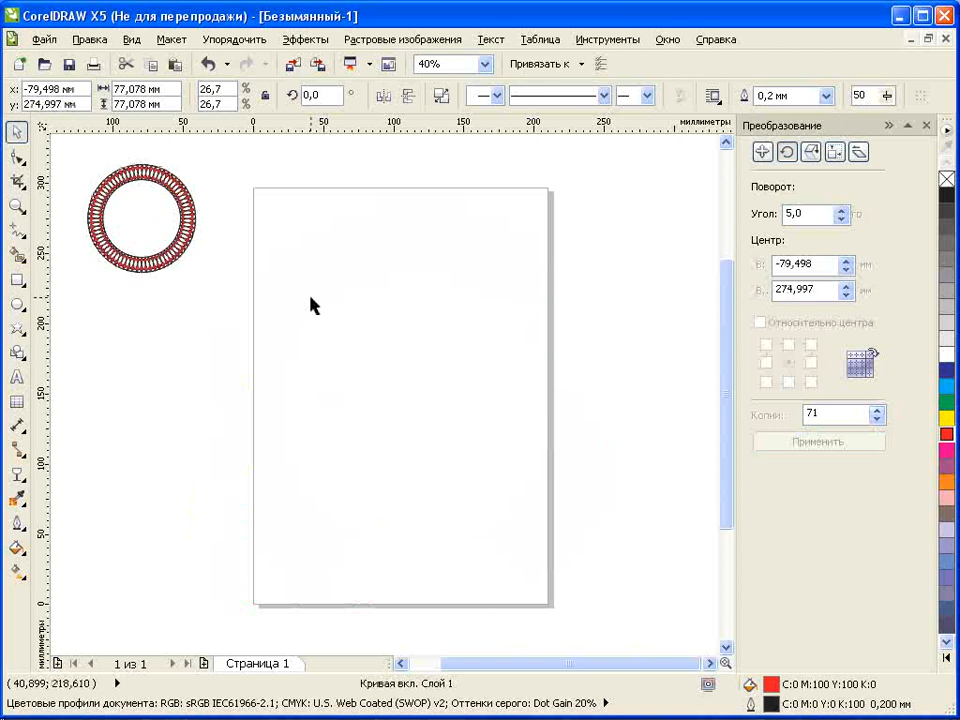 CorelDRAW X5 (Не для перепродажи) - [Безымянный-1]
Файл Правка Вид Макет Упорядочить Эффекты Растровые изображения Текст Таблица Инструменты Окно Справка
40% Привязать к
x: -79,498 мм 77,078 мм 26,7 % 0,0 ° 0,2 мм 50
y: 274,997 мм 77,078 мм 26,7 %
100 50 0 50 100 150 200 250 миллиметры
Преобразование
Поворот:
Угол: 5,0
Центр:
-79,498 мм
274,997 мм
Относительно центра
Копии: 71
Применить
300
250
200
150
100
50
0
миллиметры
1 из 1 Страница 1
( 40,899; 218,610 ) Кривая вкл. Слой 1 C:0 M:100 Y:100 K:0
Цветовые профили документа: RGB: sRGB IEC61966-2.1; CMYK: U.S. Web Coated (SWOP) v2; Оттенки серого: Dot Gain 20% C:0 M:0 Y:0 K:100 0,200 мм